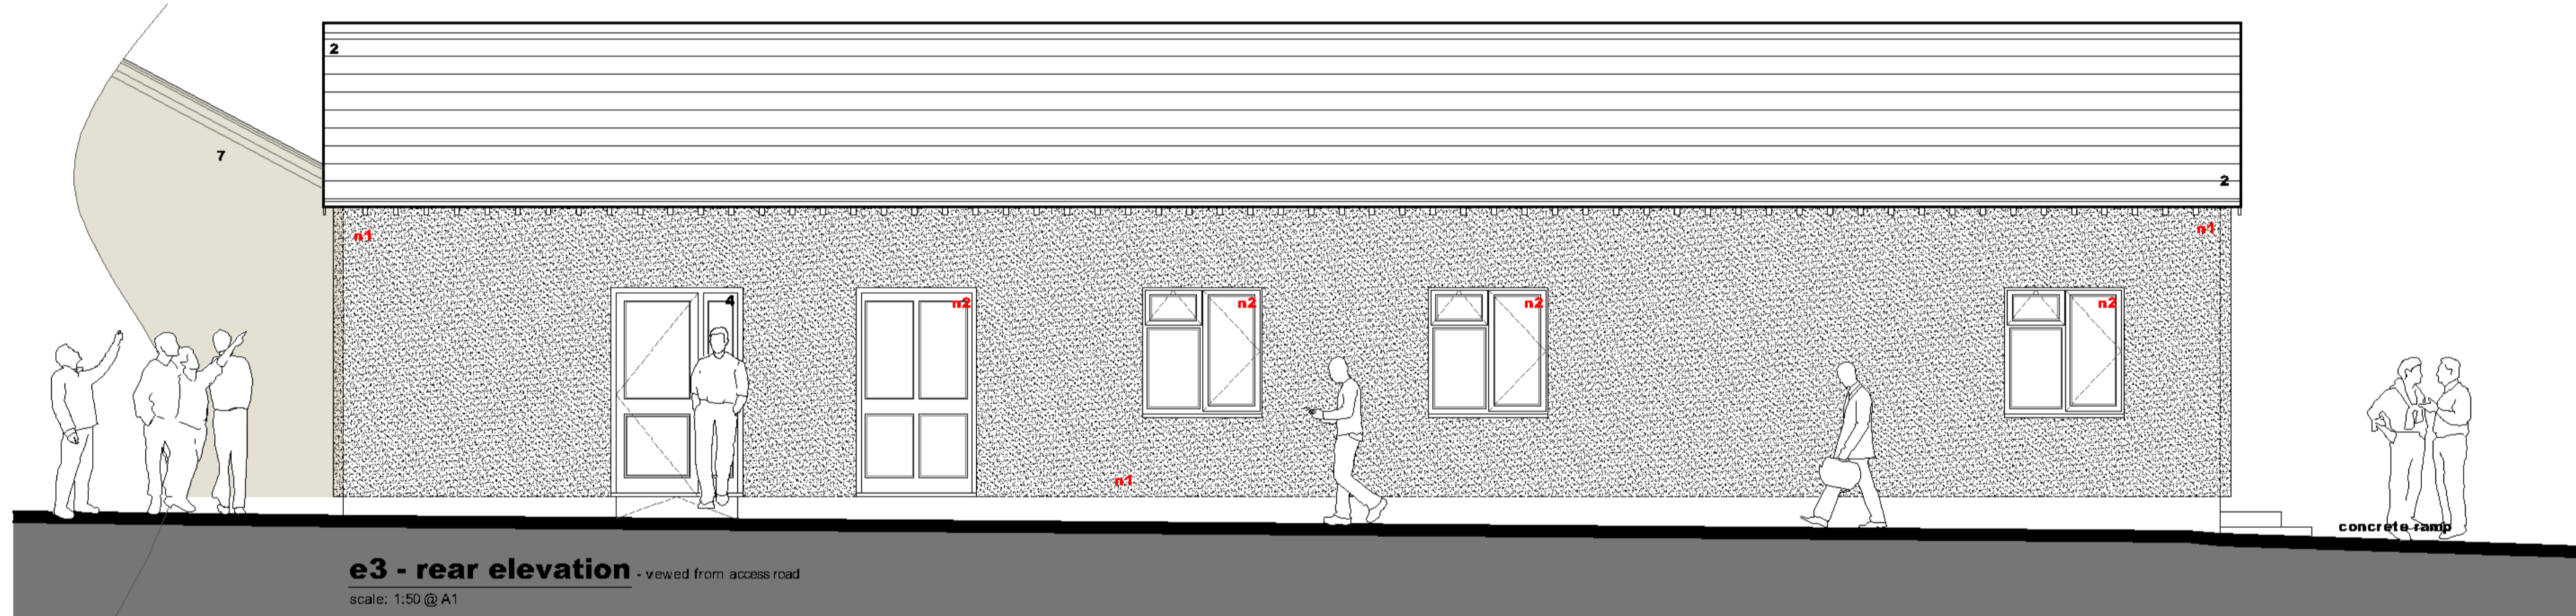 2
7
2
n1
n1
4
n2
n2
n2
n2
n1
concrete ramp
e3 - rear elevation - viewed from access road
scale: 1:50 @ A1